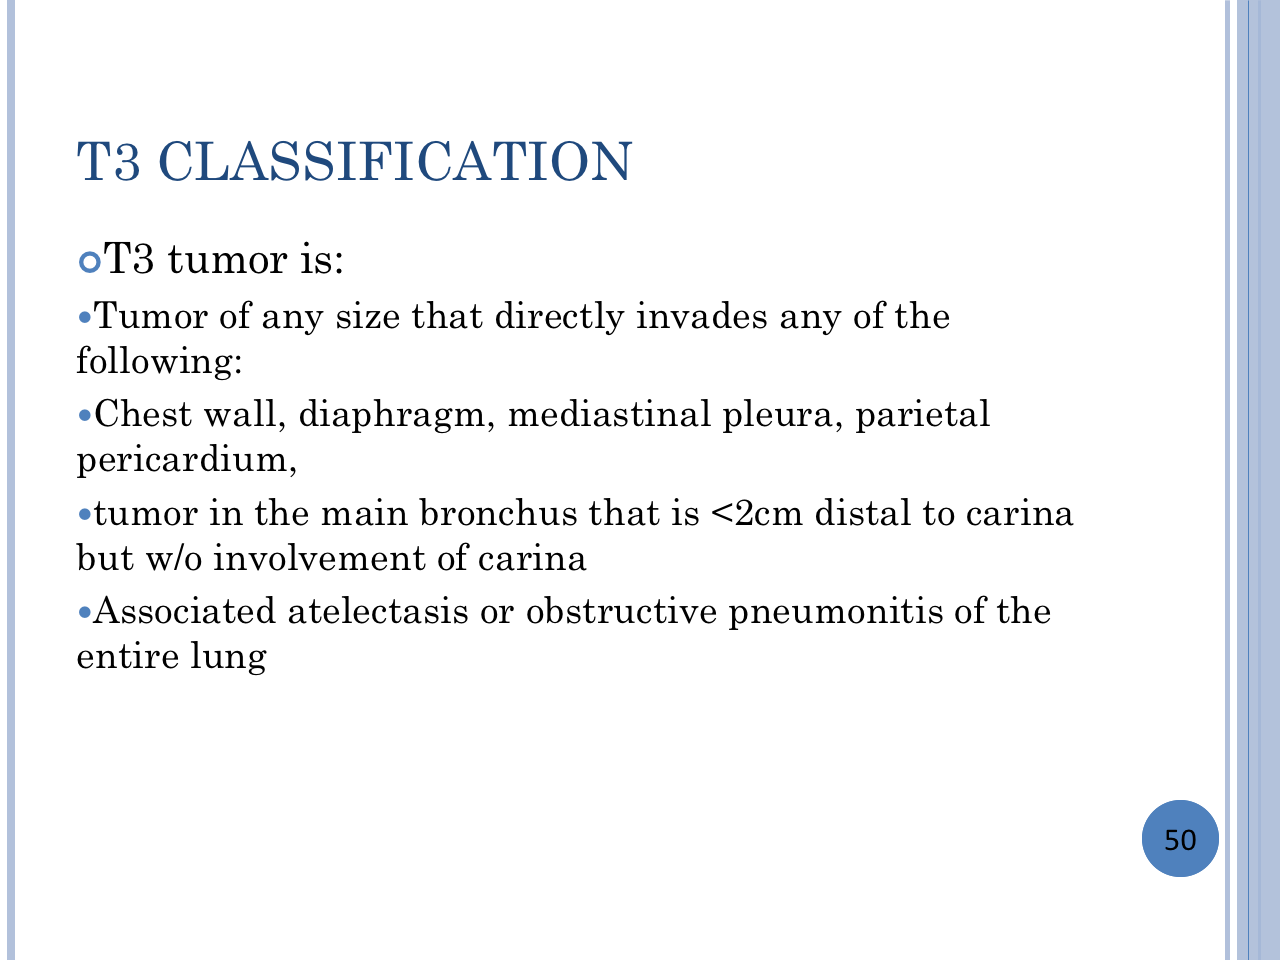 T3 CLASSIFICATION
T3 tumor is:
•Tumor of any size that directly invades any of the
following:
•Chest wall, diaphragm, mediastinal pleura, parietal
pericardium,
•tumor in the main bronchus that is <2cm distal to carina
but w/o involvement of carina
•Associated atelectasis or obstructive pneumonitis of the
entire lung
50